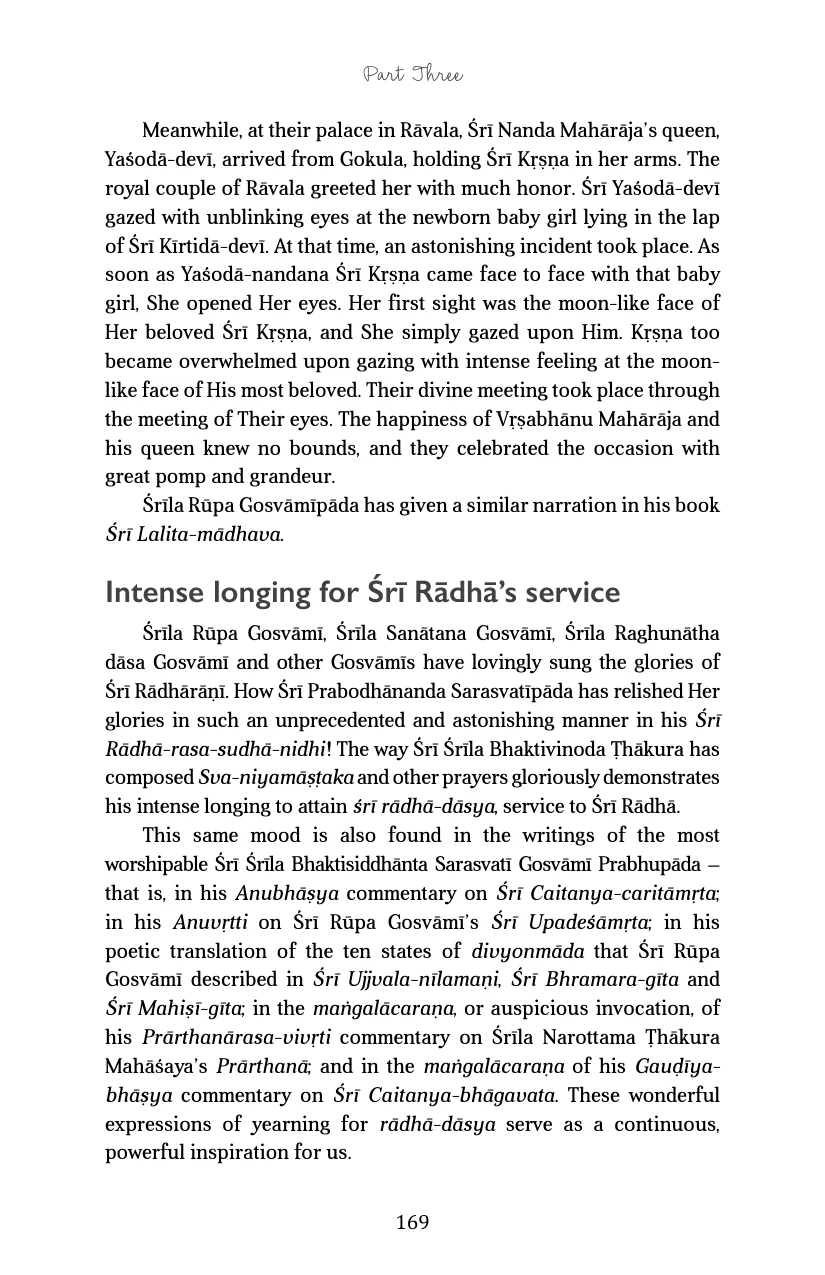 Part Three
Meanwhile, at their palace in Rāvala, Śrī Nanda Mahārāja’s queen,
Yaśodā-devī, arrived from Gokula, holding Śrī Kṛṣṇa in her arms. The
royal couple of Rāvala greeted her with much honor. Śrī Yaśodā-devī
gazed with unblinking eyes at the newborn baby girl lying in the lap
of Śrī Kīrtidā-devī. At that time, an astonishing incident took place. As
soon as Yaśodā-nandana Śrī Kṛṣṇa came face to face with that baby
girl, She opened Her eyes. Her first sight was the moon-like face of
Her beloved Śrī Kṛṣṇa, and She simply gazed upon Him. Kṛṣṇa too
became overwhelmed upon gazing with intense feeling at the moon-
like face of His most beloved. Their divine meeting took place through
the meeting of Their eyes. The happiness of Vṛṣabhānu Mahārāja and
his queen knew no bounds, and they celebrated the occasion with
great pomp and grandeur.
Śrīla Rūpa Gosvāmīpāda has given a similar narration in his book
Śrī Lalita-mādhava.
Intense longing for Śrī Rādhā’s service
Śrīla Rūpa Gosvāmī, Śrīla Sanātana Gosvāmī, Śrīla Raghunātha
dāsa Gosvāmī and other Gosvāmīs have lovingly sung the glories of
Śrī Rādhārāṇī. How Śrī Prabodhānanda Sarasvatīpāda has relished Her
glories in such an unprecedented and astonishing manner in his Śrī
Rādhā-rasa-sudhā-nidhi! The way Śrī Śrīla Bhaktivinoda Ṭhākura has
composed Sva-niyamāṣṭaka and other prayers gloriously demonstrates
his intense longing to attain śrī rādhā-dāsya, service to Śrī Rādhā.
This same mood is also found in the writings of the most
worshipable Śrī Śrīla Bhaktisiddhānta Sarasvatī Gosvāmī Prabhupāda –
that is, in his Anubhāṣya commentary on Śrī Caitanya-caritāmṛta;
in his Anuvṛtti on Śrī Rūpa Gosvāmī’s Śrī Upadeśāmṛta; in his
poetic translation of the ten states of divyonmāda that Śrī Rūpa
Gosvāmī described in Śrī Ujjvala-nīlamaṇi, Śrī Bhramara-gīta and
Śrī Mahiṣī-gīta; in the maṅgalācaraṇa, or auspicious invocation, of
his Prārthanārasa-vivṛti commentary on Śrīla Narottama Ṭhākura
Mahāśaya’s Prārthanā; and in the maṅgalācaraṇa of his Gauḍīya-
bhāṣya commentary on Śrī Caitanya-bhāgavata. These wonderful
expressions of yearning for rādhā-dāsya serve as a continuous,
powerful inspiration for us.
169